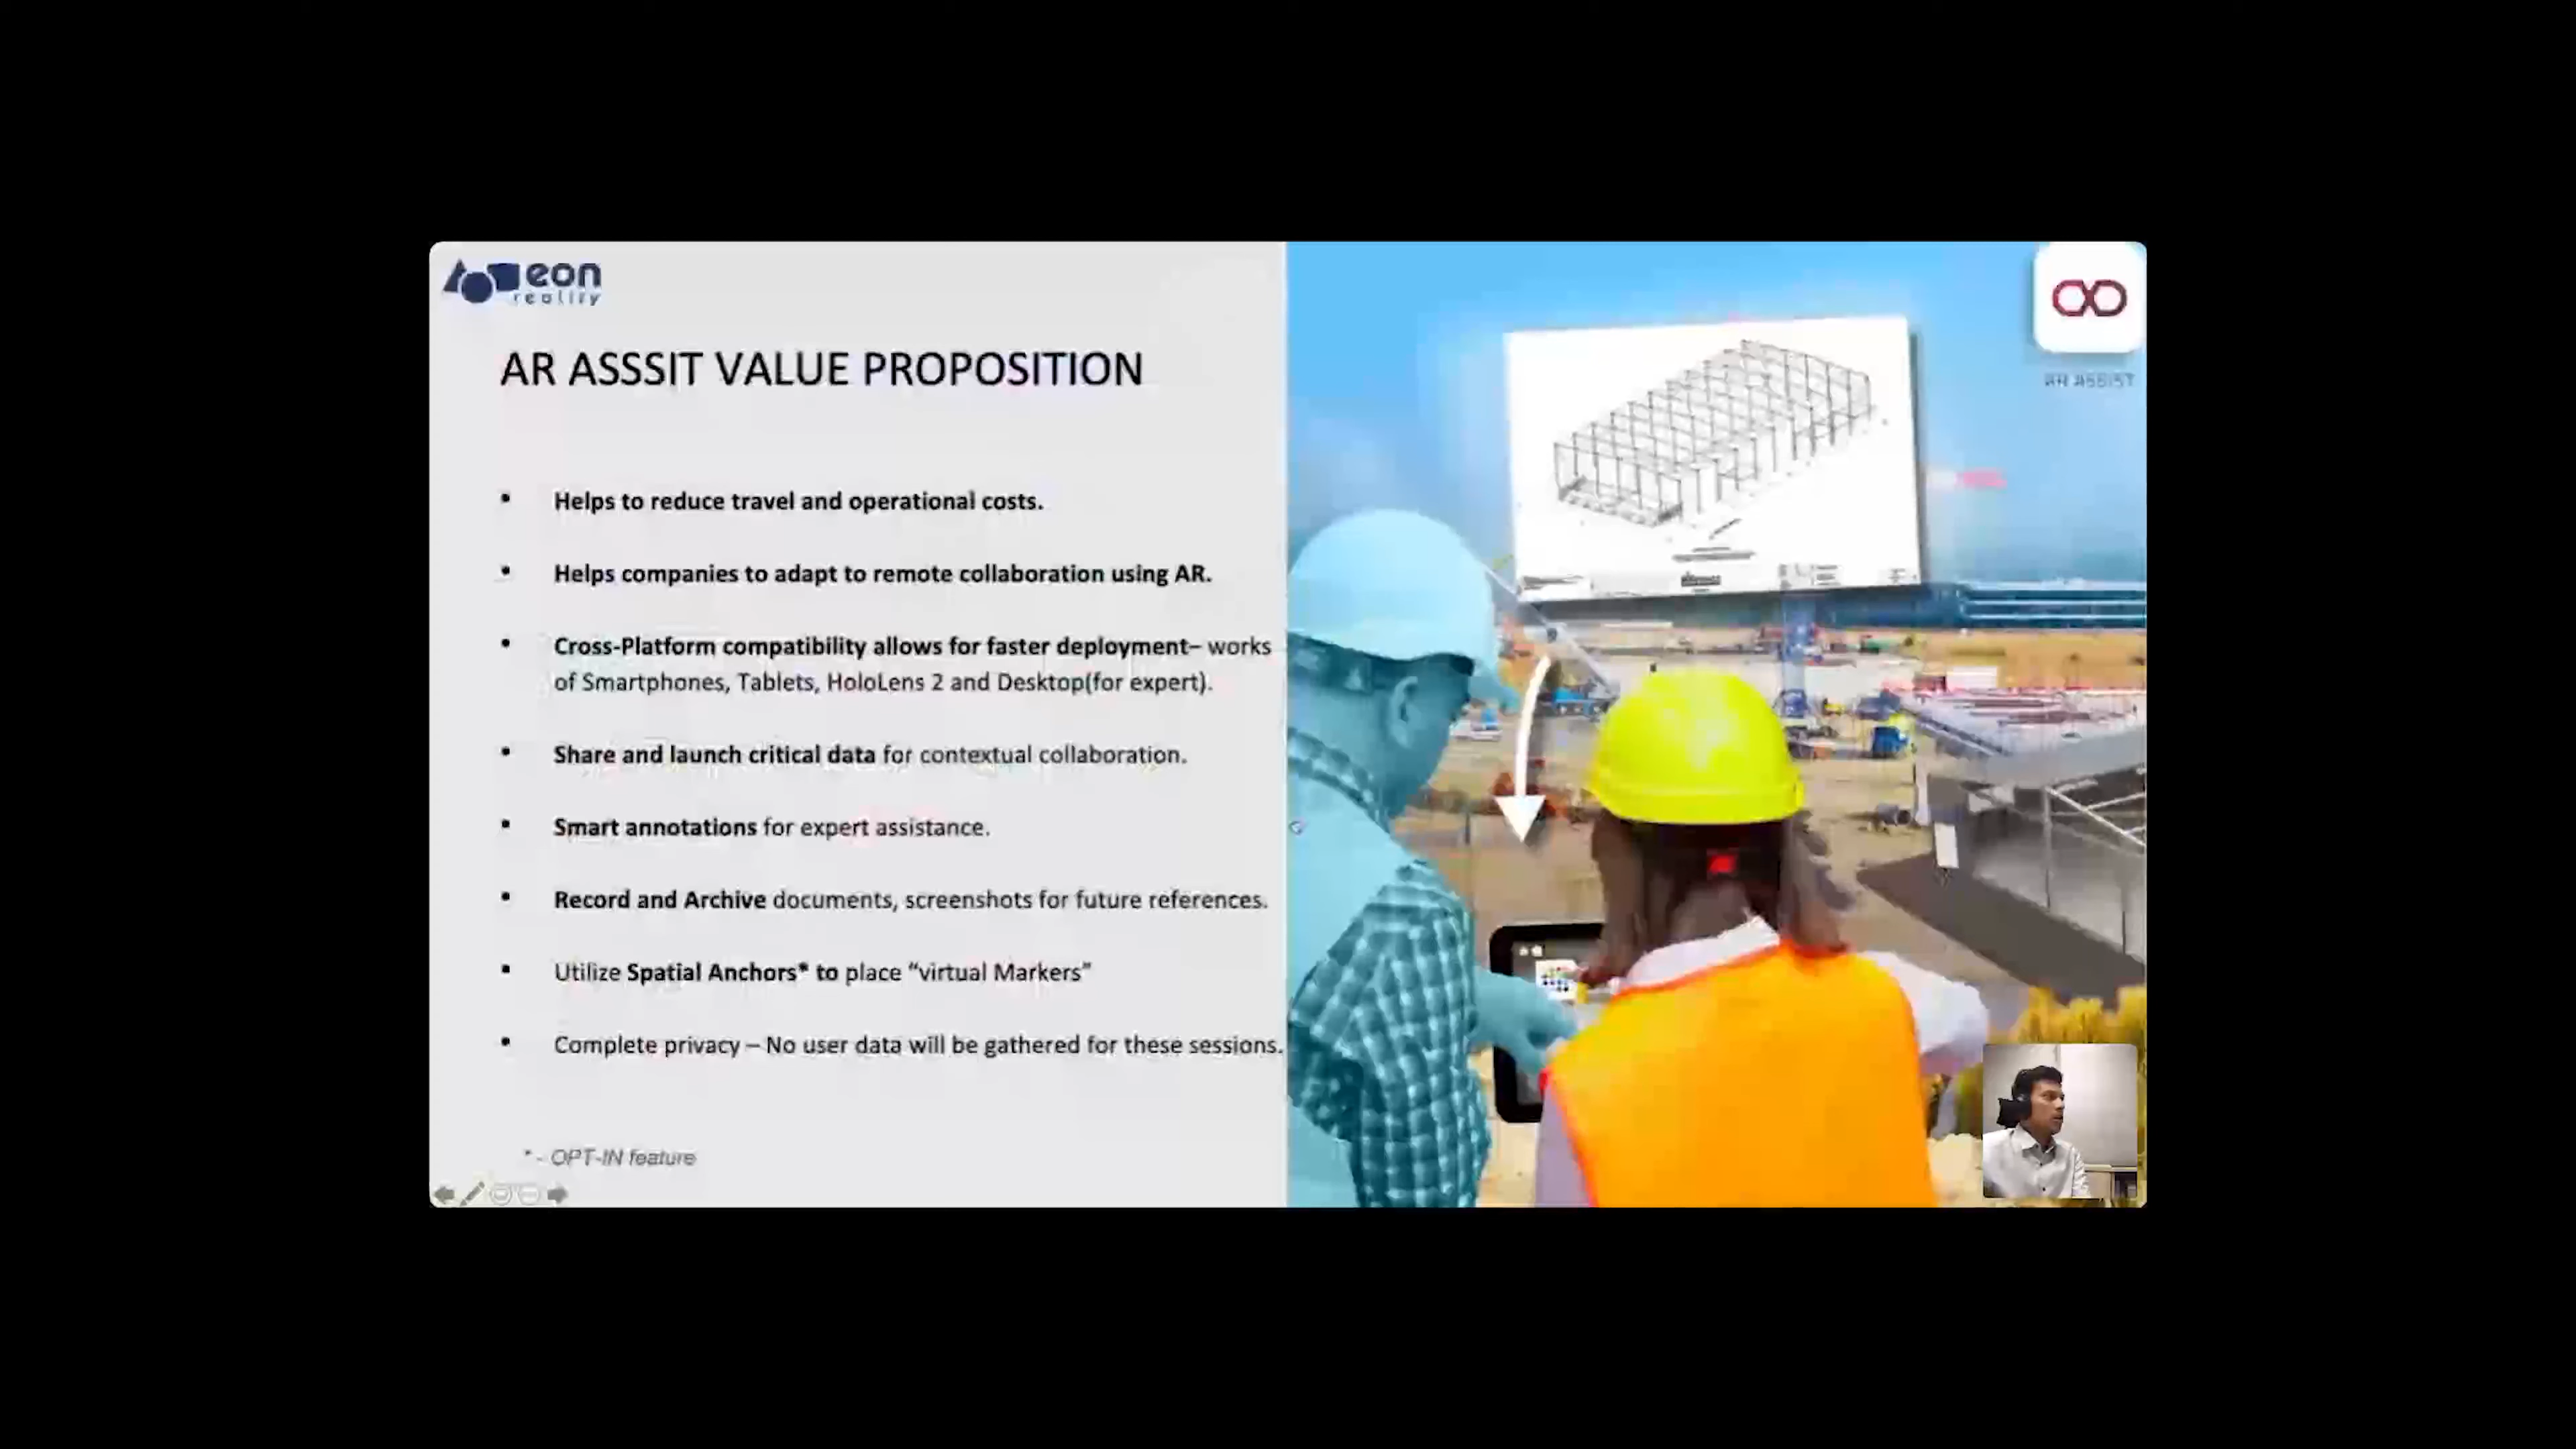 eon
reality
AR ASSSIT VALUE PROPOSITION
AR ASSIST
▪ Helps to reduce travel and operational costs.
▪ Helps companies to adapt to remote collaboration using AR.
▪ Cross-Platform compatibility allows for faster deployment– works
of Smartphones, Tablets, HoloLens 2 and Desktop(for expert).
▪ Share and launch critical data for contextual collaboration.
▪ Smart annotations for expert assistance.
▪ Record and Archive documents, screenshots for future references.
▪ Utilize Spatial Anchors* to place “virtual Markers”
▪ Complete privacy – No user data will be gathered for these sessions.
* - OPT-IN feature